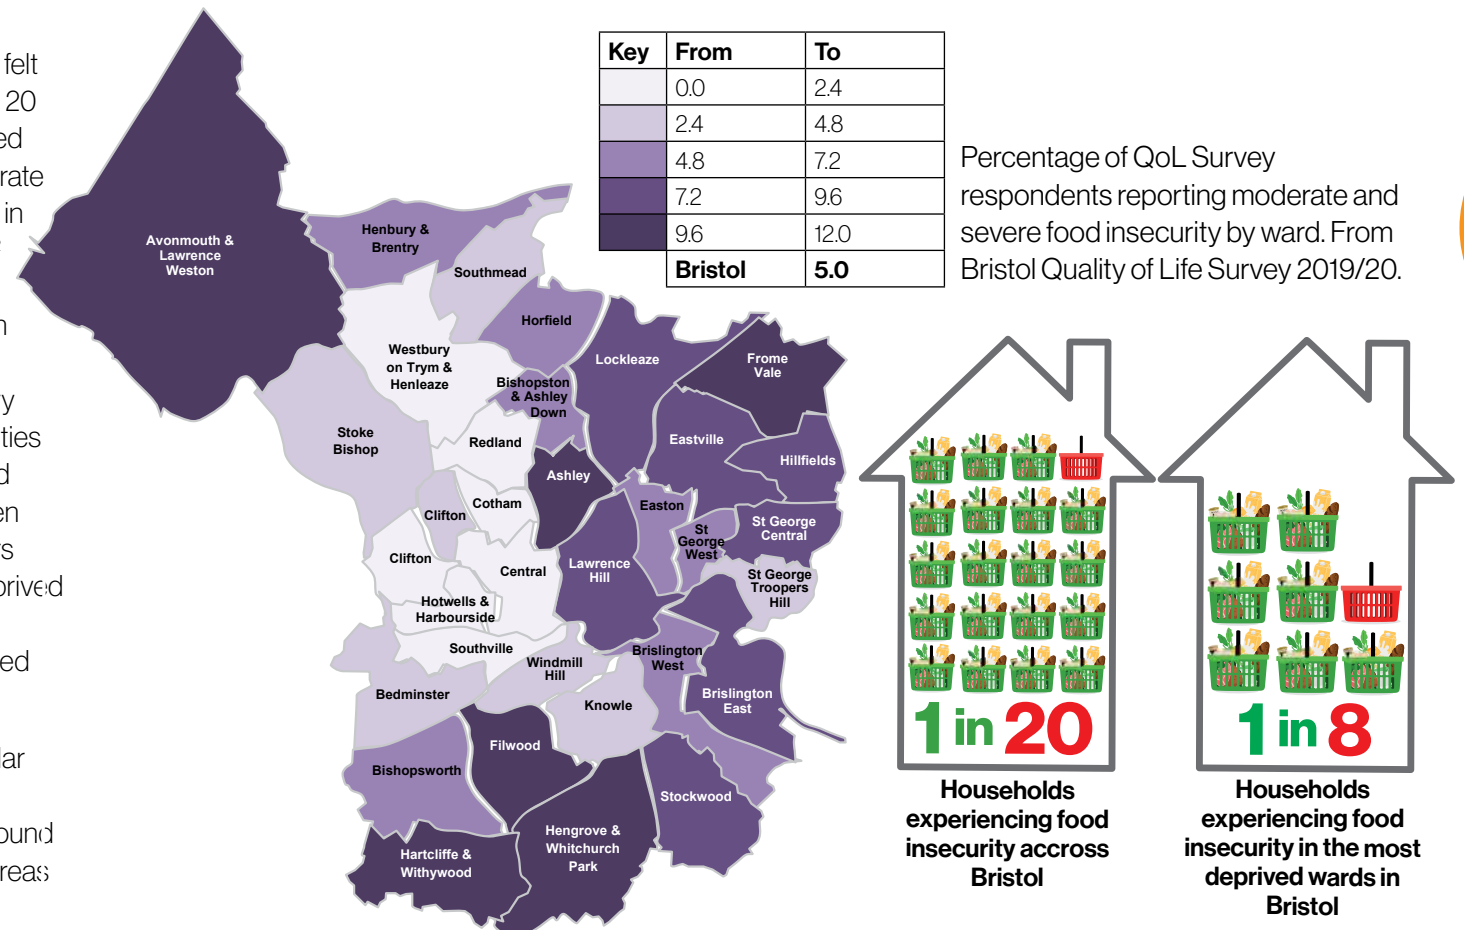 felt
20
ed
rate
in
n
ry
ties
d
en
rs
prived
ed
lar
ound
reas
Key From To
0.0 2.4
2.4 4.8
4.8 7.2
7.2 9.6
9.6 12.0
Bristol 5.0
Percentage of QoL Survey
respondents reporting moderate and
severe food insecurity by ward. From
Bristol Quality of Life Survey 2019/20.
Avonmouth &
Lawrence
Weston
Henbury &
Brentry
Southmead
Horfield
Westbury
on Trym &
Henleaze
Bishopston
& Ashley
Down
Lockleaze
Frome
Vale
Stoke
Bishop
Redland
Eastville
Hillfields
Ashley
Cotham
Clifton
Easton
St
George
West
St George
Central
Clifton
Central
Lawrence
Hill
St George
Troopers
Hill
Hotwells &
Harbourside
Southville
Windmill
Hill
Brislington
West
Bedminster
Knowle
Brislington
East
Filwood
Bishopsworth
Stockwood
Hengrove &
Whitchurch
Park
Hartcliffe &
Withywood
1 in 20
Households
experiencing food
insecurity accross
Bristol
1 in 8
Households
experiencing food
insecurity in the most
deprived wards in
Bristol